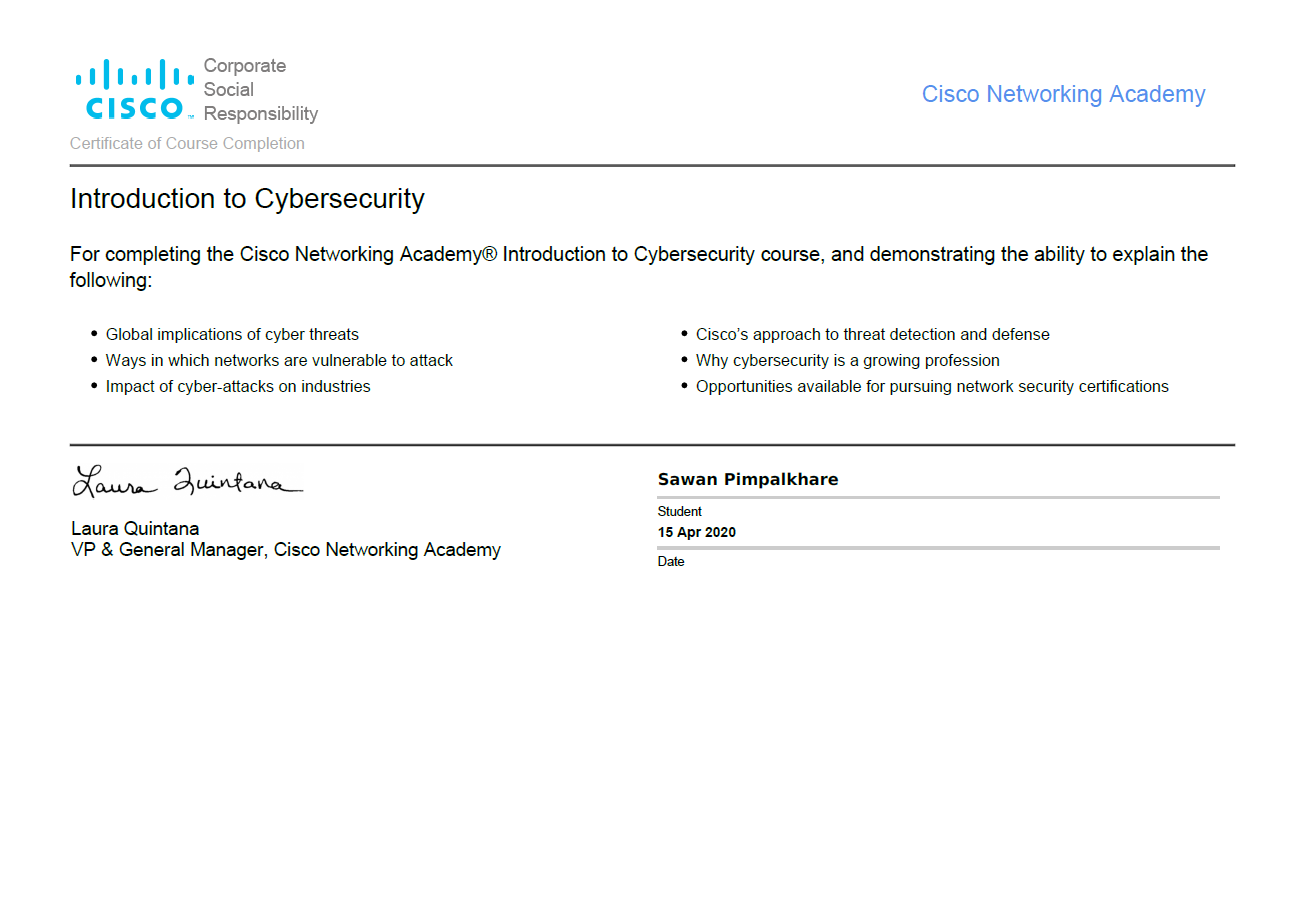 Corporate
Social
Responsibility
CISCO™
Cisco Networking Academy
Certificate of Course Completion
Introduction to Cybersecurity
For completing the Cisco Networking Academy® Introduction to Cybersecurity course, and demonstrating the ability to explain the
following:
• Global implications of cyber threats
• Ways in which networks are vulnerable to attack
• Impact of cyber-attacks on industries
• Cisco’s approach to threat detection and defense
• Why cybersecurity is a growing profession
• Opportunities available for pursuing network security certifications
Laura Quintana
Laura Quintana
VP & General Manager, Cisco Networking Academy
Sawan Pimpalkhare
Student
15 Apr 2020
Date